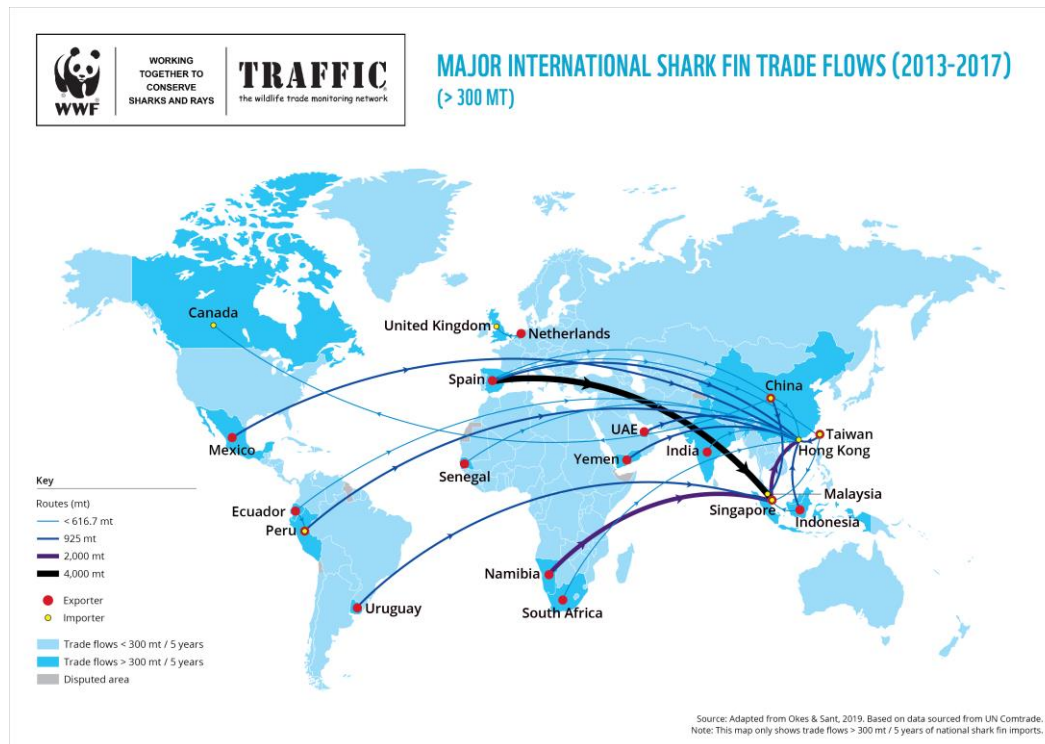 WWF
WORKING
TOGETHER TO
CONSERVE
SHARKS AND RAYS
TRAFFIC
the wildlife trade monitoring network
MAJOR INTERNATIONAL SHARK FIN TRADE FLOWS (2013-2017)
(> 300 MT)
Canada
United Kingdom
Netherlands
Spain
China
Mexico
UAE
Taiwan
Hong Kong
Yemen
India
Senegal
Malaysia
Singapore
Indonesia
Ecuador
Peru
Namibia
Uruguay
South Africa
Key
Routes (mt)
< 616.7 mt
925 mt
2,000 mt
4,000 mt
Exporter
Importer
Trade flows < 300 mt / 5 years
Trade flows > 300 mt / 5 years
Disputed area
Source: Adapted from Okes & Sant, 2019. Based on data sourced from UN Comtrade.
Note: This map only shows trade flows > 300 mt / 5 years of national shark fin imports.